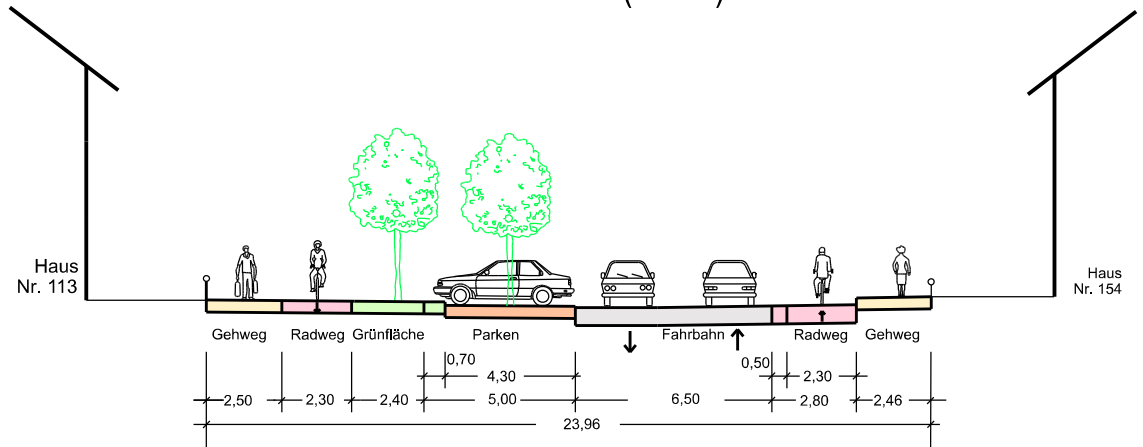 Haus
Nr. 113
Haus
Nr. 154
Gehweg Radweg Grünfläche Parken Fahrbahn Radweg Gehweg
0,70 0,50
4,30 2,30
2,50 2,30 2,40 5,00 6,50 2,80 2,46
23,96